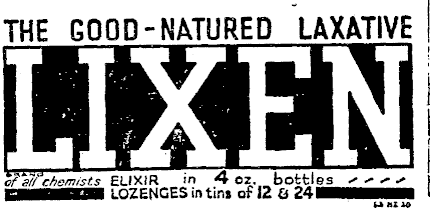 THE GOOD-NATURED LAXATIVE
LIXEN
BRAND
of all chemists ELIXIR in 4 oz. bottles
LOZENGES in tins of 12 & 24